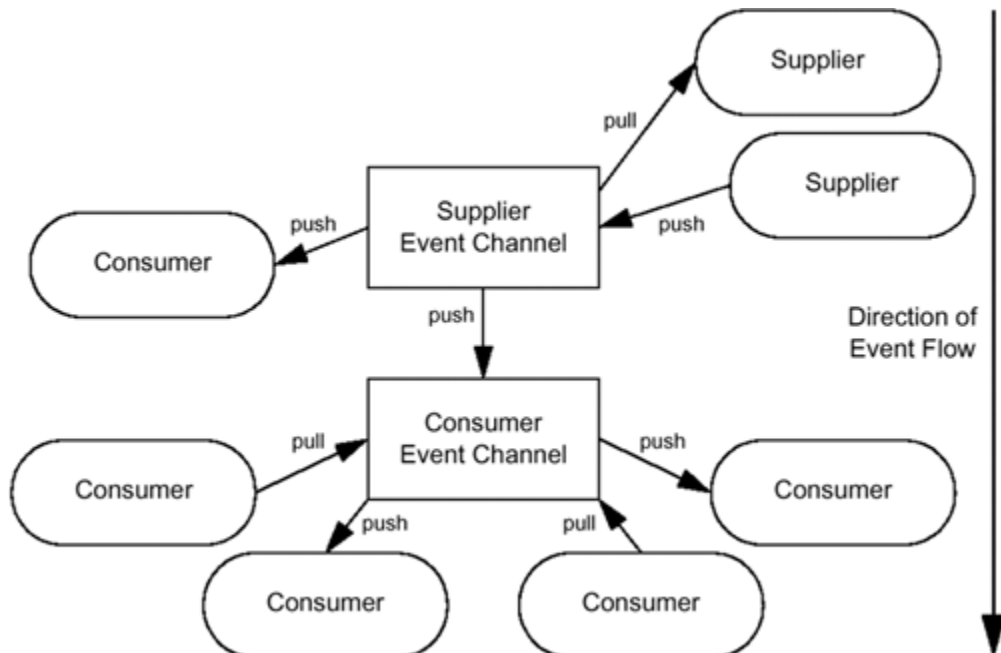 Supplier
pull
Supplier
push
Supplier
Event Channel
push
Consumer
push
Direction of
Event Flow
Consumer
Event Channel
pull
push
Consumer
Consumer
push
pull
Consumer
Consumer